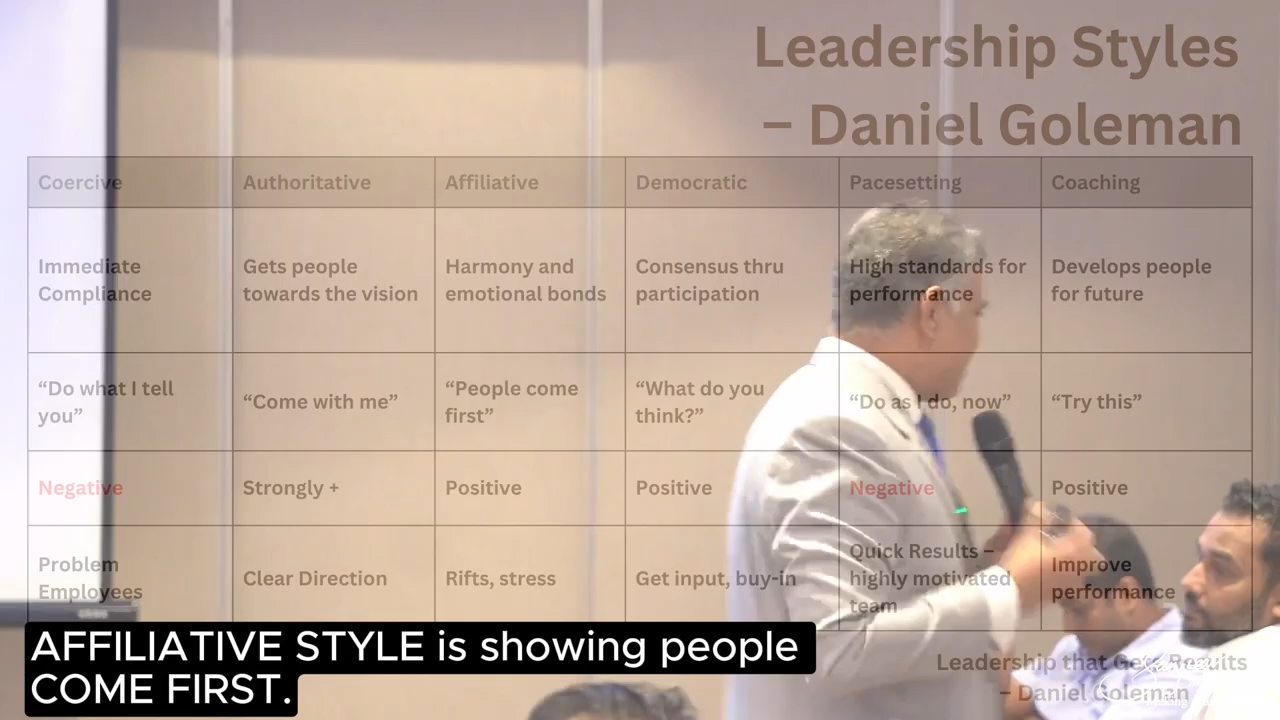 Leadership Styles
– Daniel Goleman
Coercive Authoritative Affiliative Democratic Pacesetting Coaching
Immediate Compliance Gets people towards the vision Harmony and emotional bonds Consensus thru participation High standards for performance Develops people for future
“Do what I tell you” “Come with me” “People come first” “What do you think?” “Do as I do, now” “Try this”
Negative Strongly + Positive Positive Negative Positive
Problem Employees Clear Direction Rifts, stress Get input, buy-in Quick Results – highly motivated team Improve performance
AFFILIATIVE STYLE is showing people
COME FIRST.
Leadership that Gets Results
– Daniel Goleman